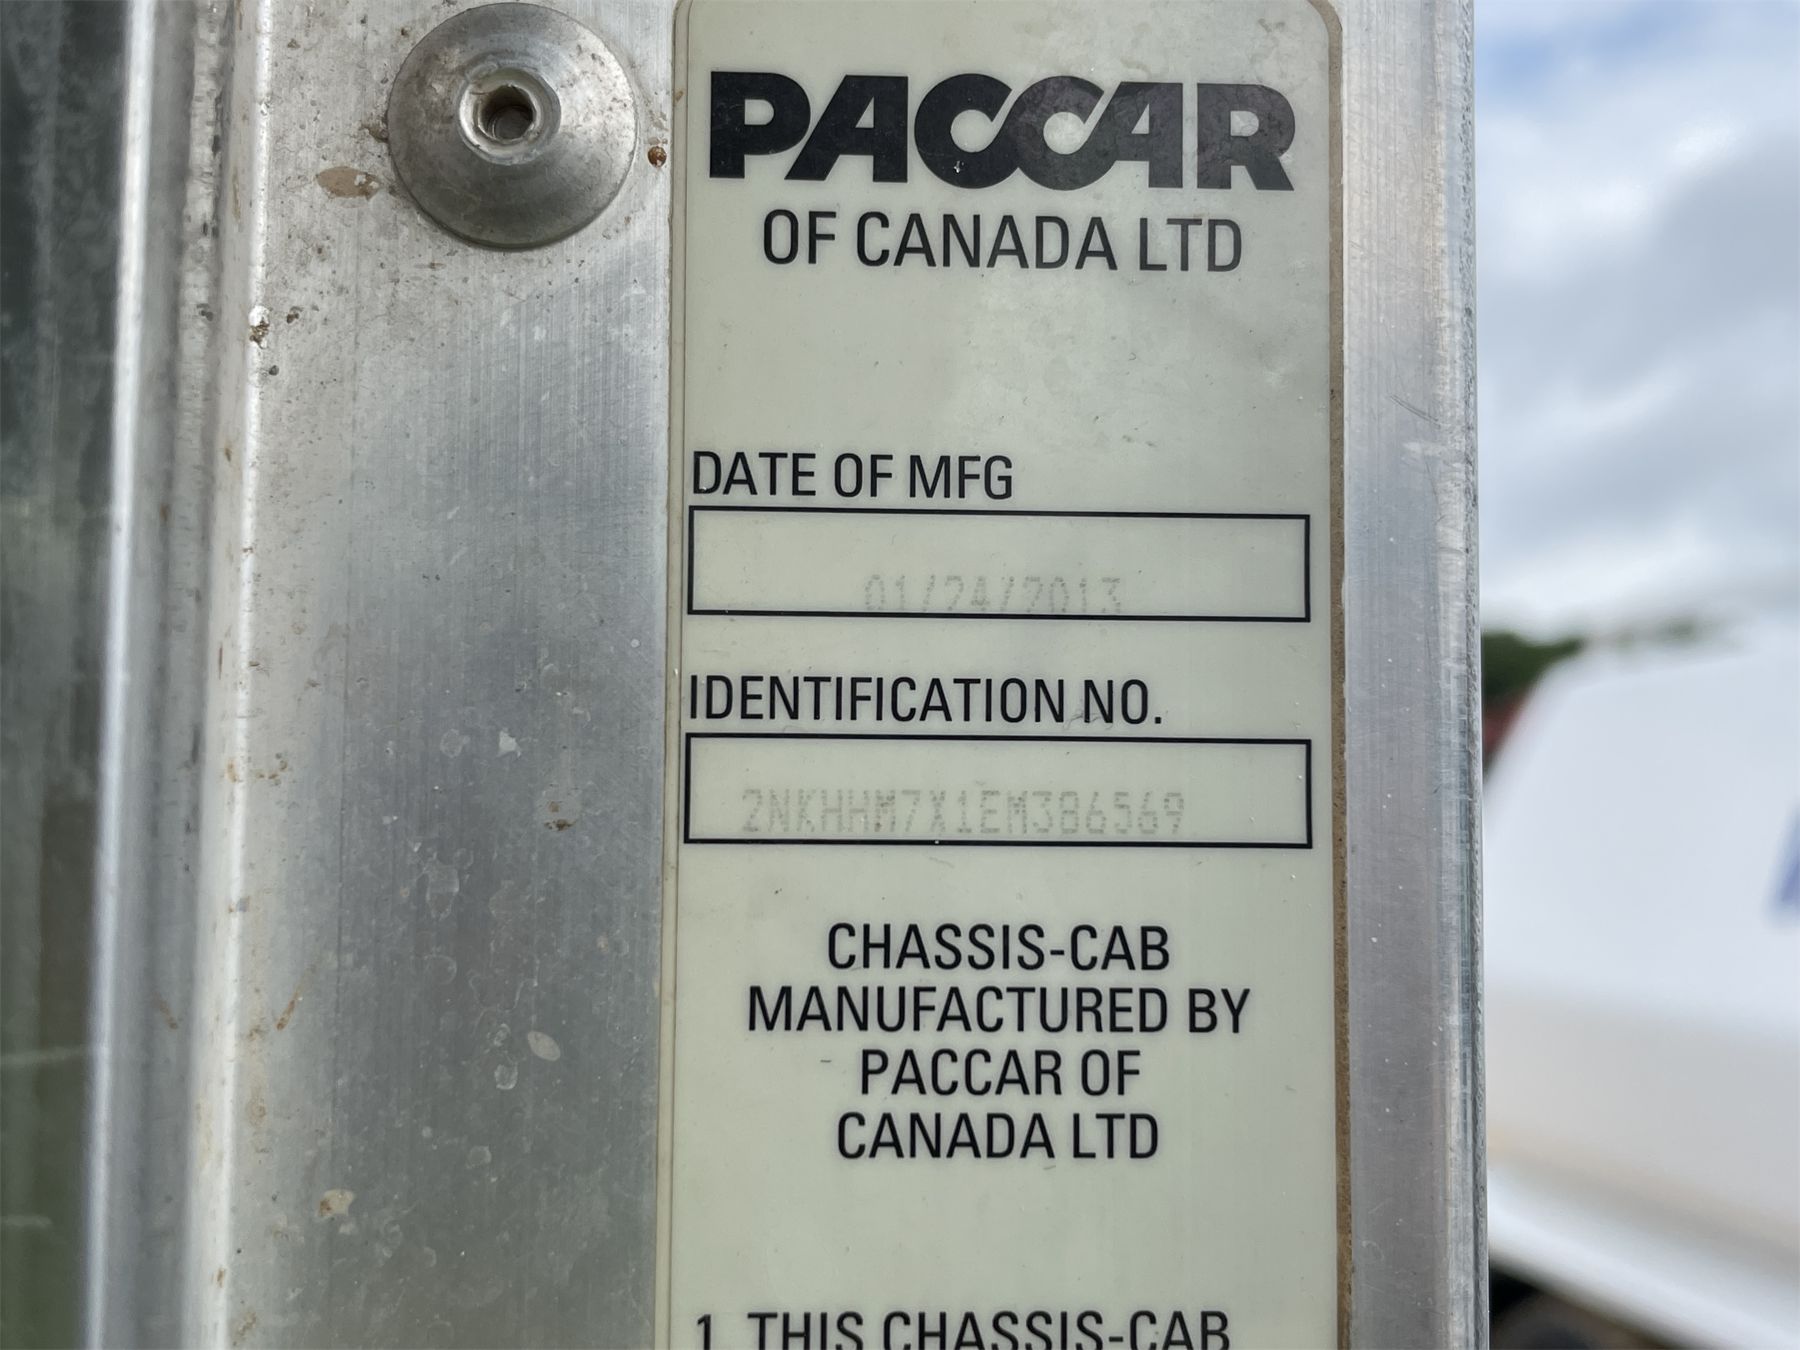 PACCAR
OF CANADA LTD
DATE OF MFG
01/24/2013
IDENTIFICATION NO.
2NKHHM7X1EM386569
CHASSIS-CAB
MANUFACTURED BY
PACCAR OF
CANADA LTD
1. THIS CHASSIS-CAB